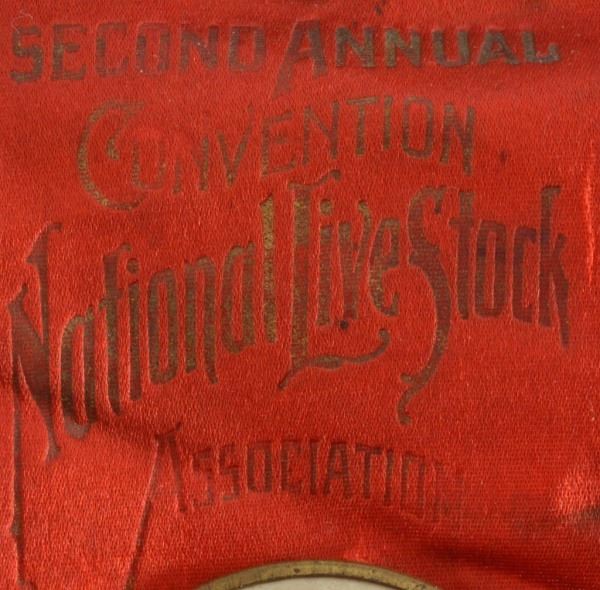 SECOND ANNUAL
CONVENTION
National Live Stock
ASSOCIATION